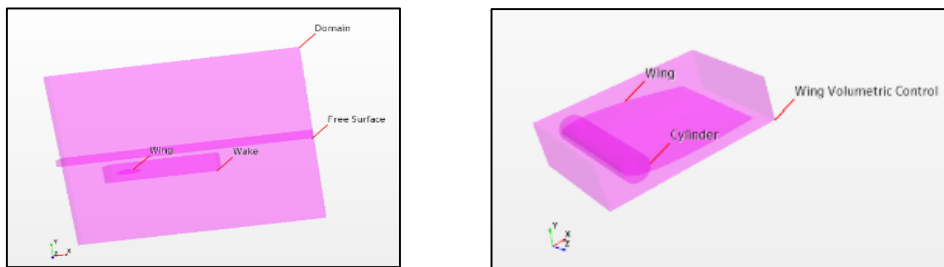 Domain
Free Surface
Wing
Wake
Y
X
Z
Wing
Wing Volumetric Control
Cylinder
Y
X
Z